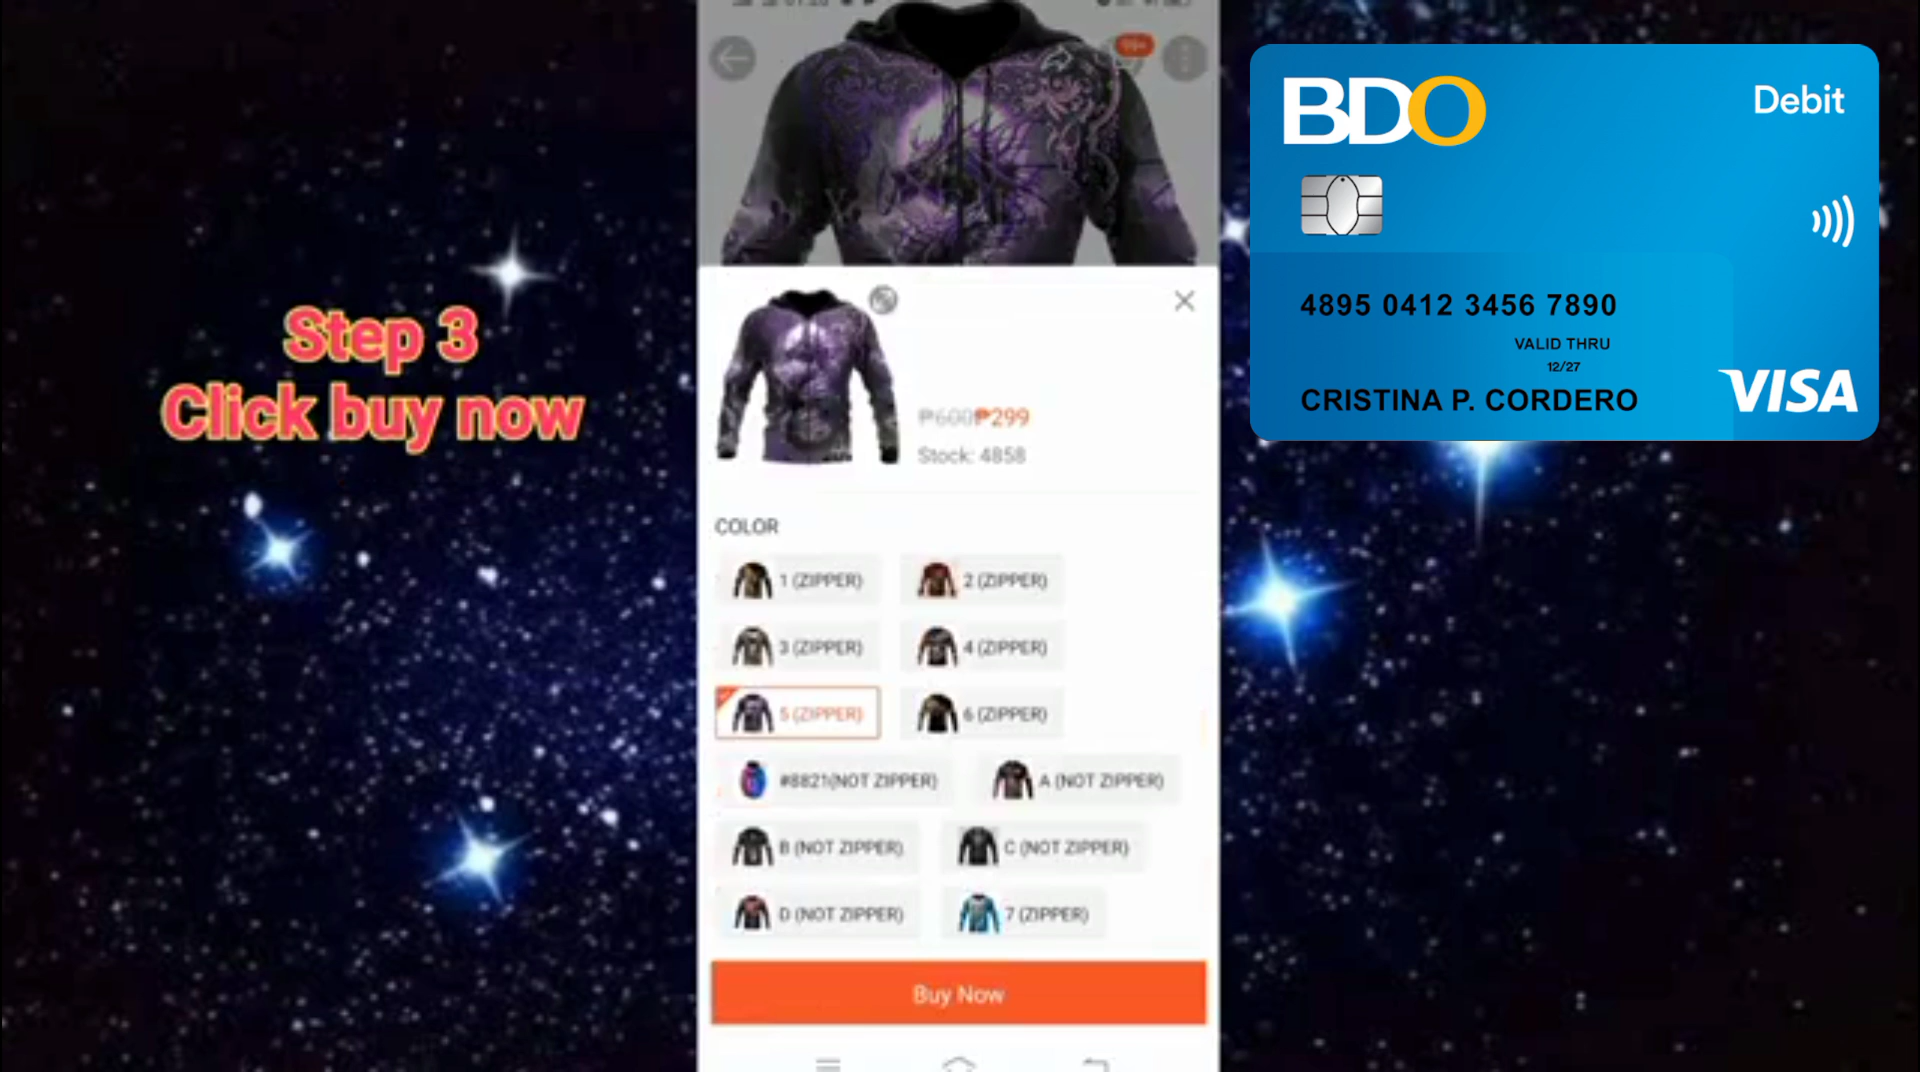 Step 3
Click buy now
99+
₱600₱299
Stock: 4858
COLOR
1 (ZIPPER)
2 (ZIPPER)
3 (ZIPPER)
4 (ZIPPER)
5 (ZIPPER)
6 (ZIPPER)
#8821(NOT ZIPPER)
A (NOT ZIPPER)
B (NOT ZIPPER)
C (NOT ZIPPER)
D (NOT ZIPPER)
7 (ZIPPER)
Buy Now
BDO
Debit
4895 0412 3456 7890
VALID THRU
12/27
CRISTINA P. CORDERO
VISA